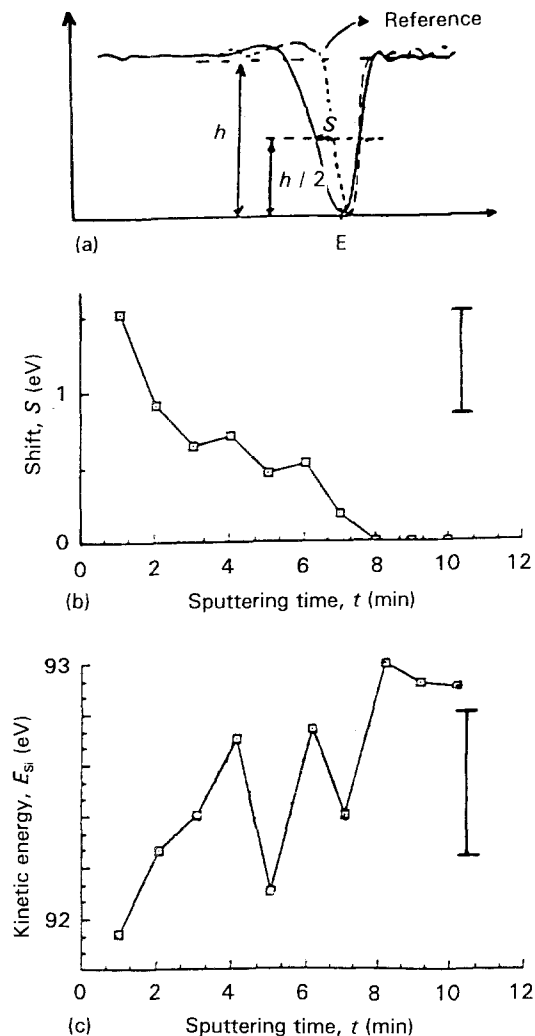 Reference
S
h
h / 2
(a)
E
Shift, S (eV)
1
0
0
2
4
6
8
10
12
(b)
Sputtering time, t (min)
Kinetic energy, E_Si (eV)
93
92
0
2
4
6
8
10
12
(c)
Sputtering time, t (min)